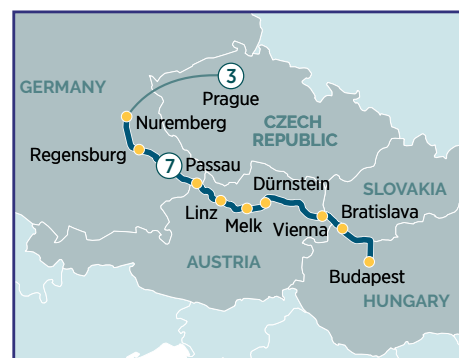 GERMANY
3
Prague
Nuremberg
CZECH
REPUBLIC
Regensburg
7
Passau
Dürnstein
SLOVAKIA
Linz
Melk
Vienna
Bratislava
AUSTRIA
Budapest
HUNGARY